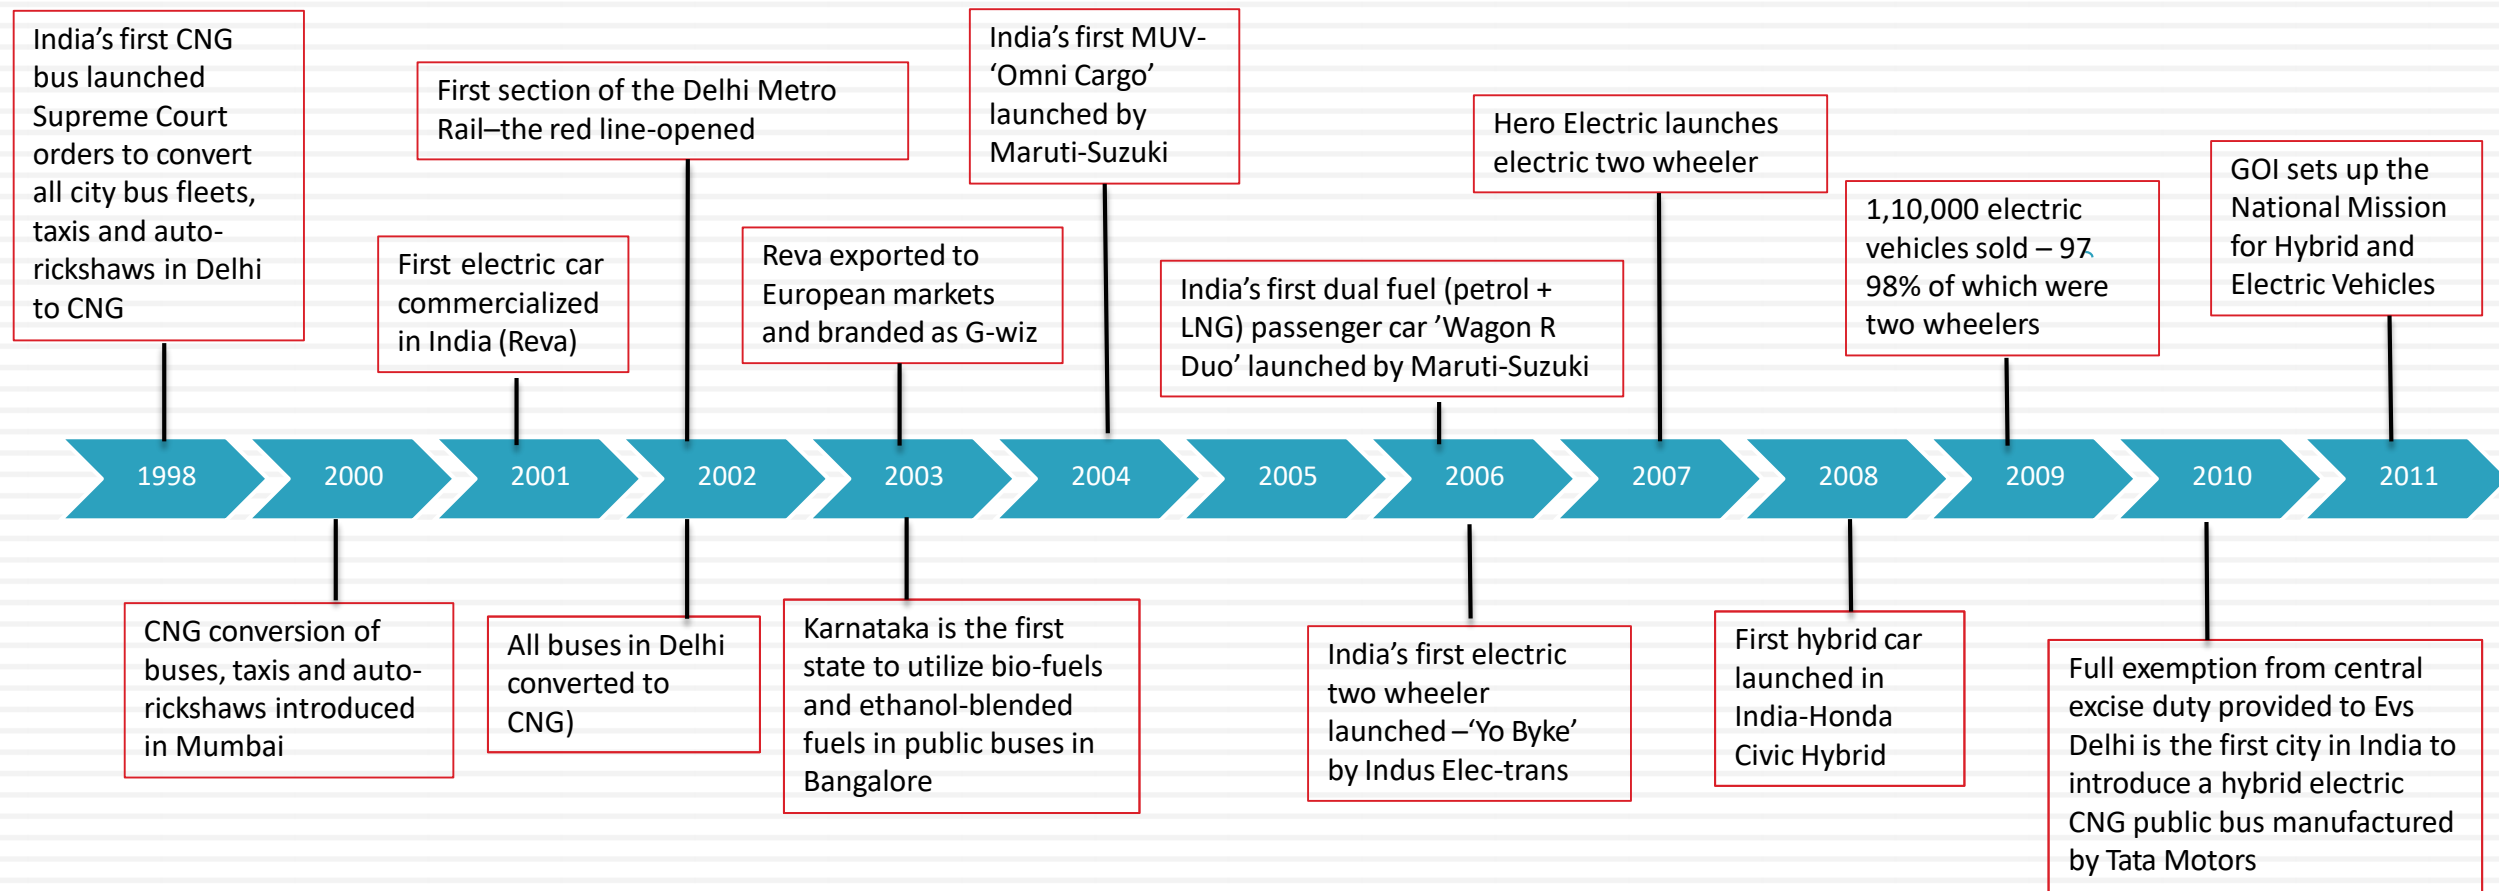 India’s first CNG
bus launched
Supreme Court
orders to convert
all city bus fleets,
taxis and auto-
rickshaws in Delhi
to CNG
First section of the Delhi Metro
Rail–the red line-opened
India’s first MUV-
‘Omni Cargo’
launched by
Maruti-Suzuki
Hero Electric launches
electric two wheeler
GOI sets up the
National Mission
for Hybrid and
Electric Vehicles
First electric car
commercialized
in India (Reva)
Reva exported to
European markets
and branded as G-wiz
India’s first dual fuel (petrol +
LNG) passenger car ’Wagon R
Duo’ launched by Maruti-Suzuki
1,10,000 electric
vehicles sold – 97
98% of which were
two wheelers
1998
2000
2001
2002
2003
2004
2005
2006
2007
2008
2009
2010
2011
CNG conversion of
buses, taxis and auto-
rickshaws introduced
in Mumbai
All buses in Delhi
converted to
CNG)
Karnataka is the first
state to utilize bio-fuels
and ethanol-blended
fuels in public buses in
Bangalore
India’s first electric
two wheeler
launched –‘Yo Byke’
by Indus Elec-trans
First hybrid car
launched in
India-Honda
Civic Hybrid
Full exemption from central
excise duty provided to Evs
Delhi is the first city in India to
introduce a hybrid electric
CNG public bus manufactured
by Tata Motors